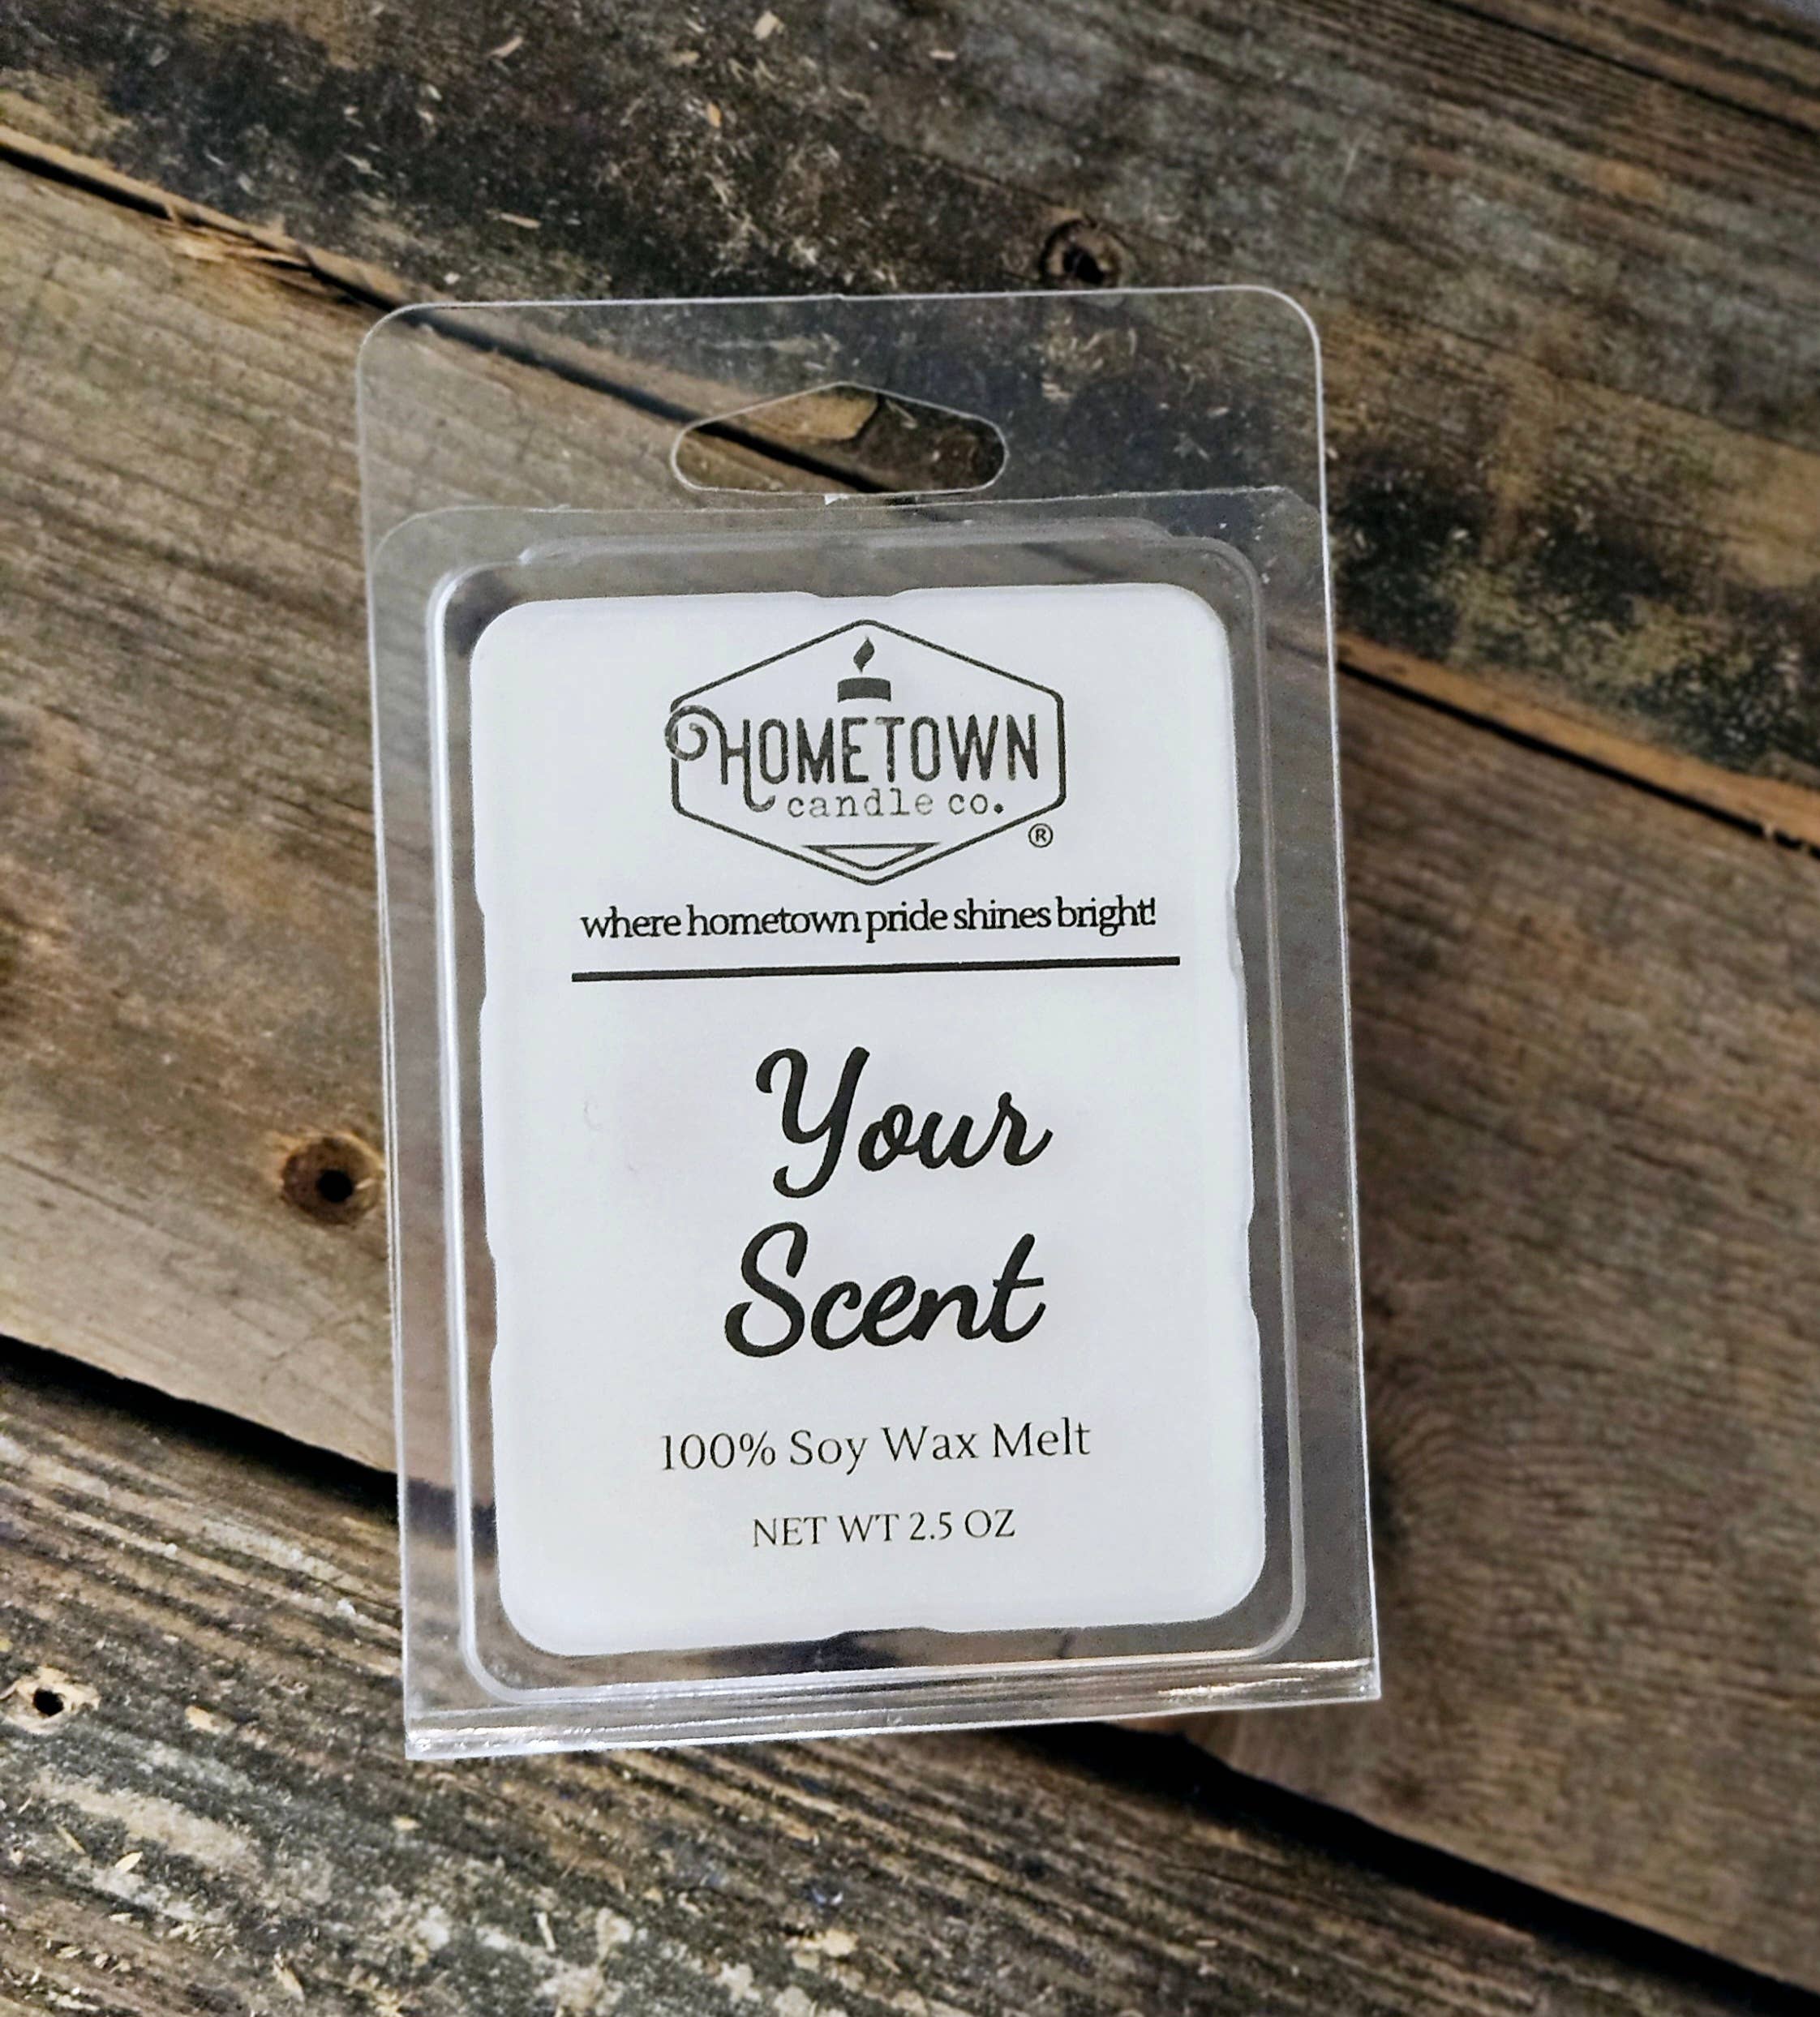 HOMETOWN
candle co.
®
where hometown pride shines bright!
Your
Scent
100% Soy Wax Melt
NET WT 2.5 OZ